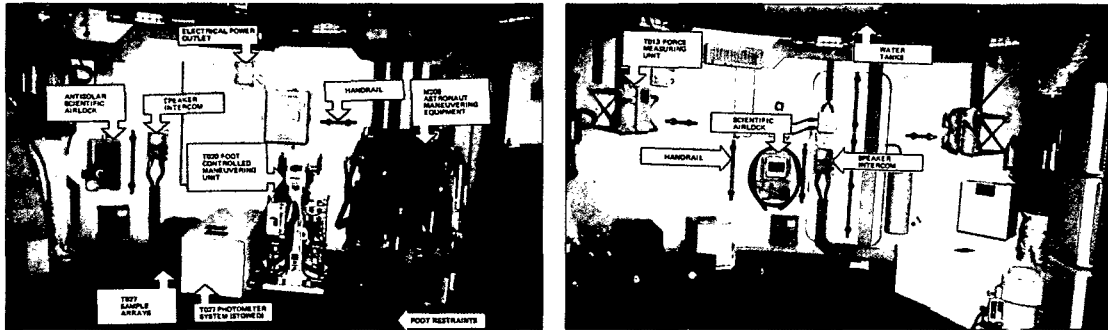 ELECTRICAL POWER
OUTLET
ANTISOLAR
SCIENTIFIC
AIRLOCK
SPEAKER
INTERCOM
HANDRAIL
M509
ASTRONAUT
MANEUVERING
EQUIPMENT
T020 FOOT
CONTROLLED
MANEUVERING
UNIT
T027
SAMPLE
ARRAYS
T027 PHOTOMETER
SYSTEM (STOWED)
FOOT RESTRAINTS
T013 FORCE
MEASURING
UNIT
WATER
TANKS
SCIENTIFIC
AIRLOCK
HANDRAIL
SPEAKER
INTERCOM